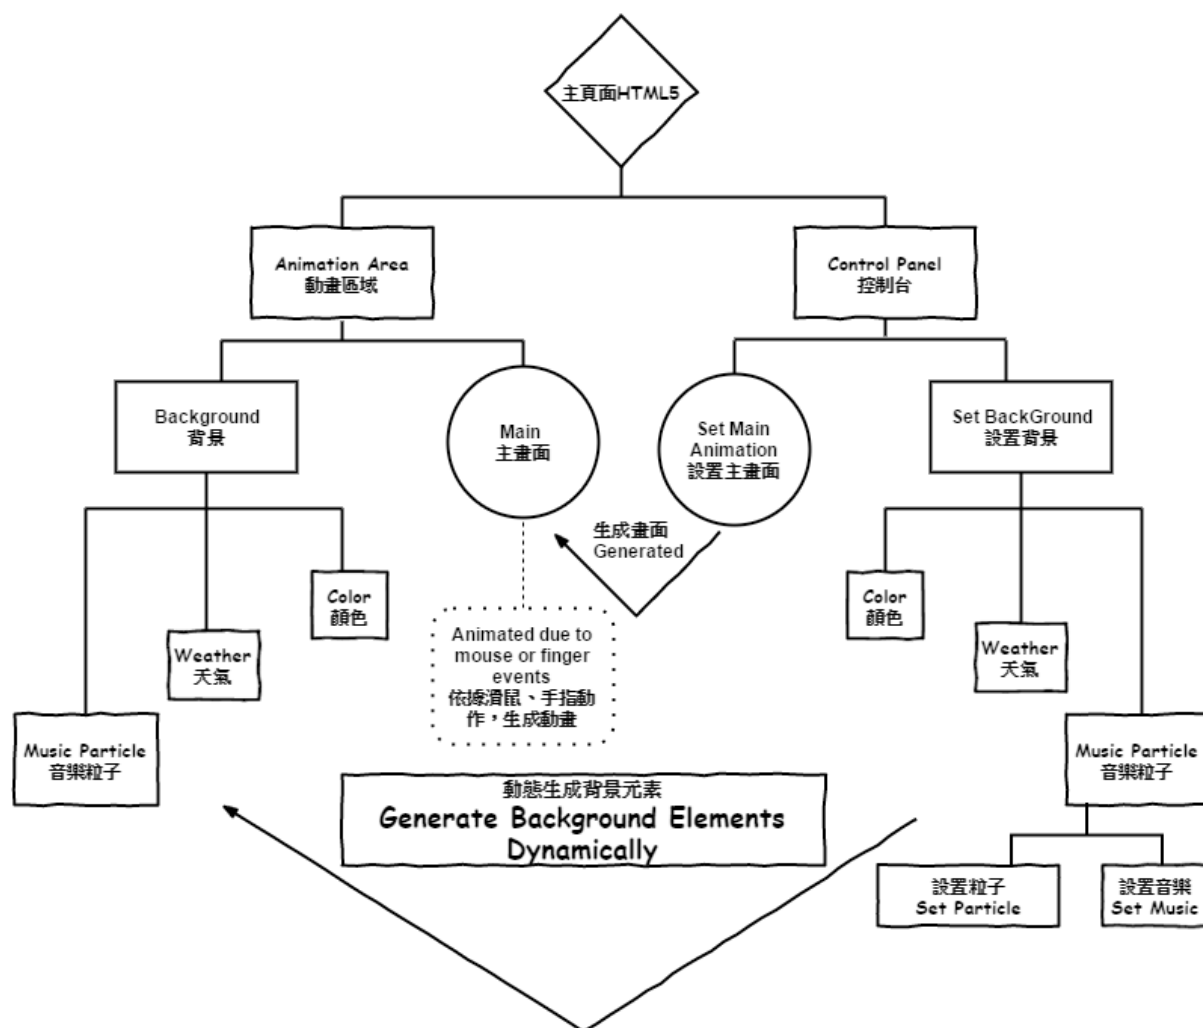 主頁面HTML5
Animation Area
動畫區域
Control Panel
控制台
Background
背景
Main
主畫面
Set Main
Animation
設置主畫面
Set BackGround
設置背景
生成畫面
Generated
Color
顏色
Weather
天氣
Music Particle
音樂粒子
Animated due to
mouse or finger
events
依據滑鼠、手指動
作，生成動畫
Color
顏色
Weather
天氣
Music Particle
音樂粒子
動態生成背景元素
Generate Background Elements
Dynamically
設置粒子
Set Particle
設置音樂
Set Music